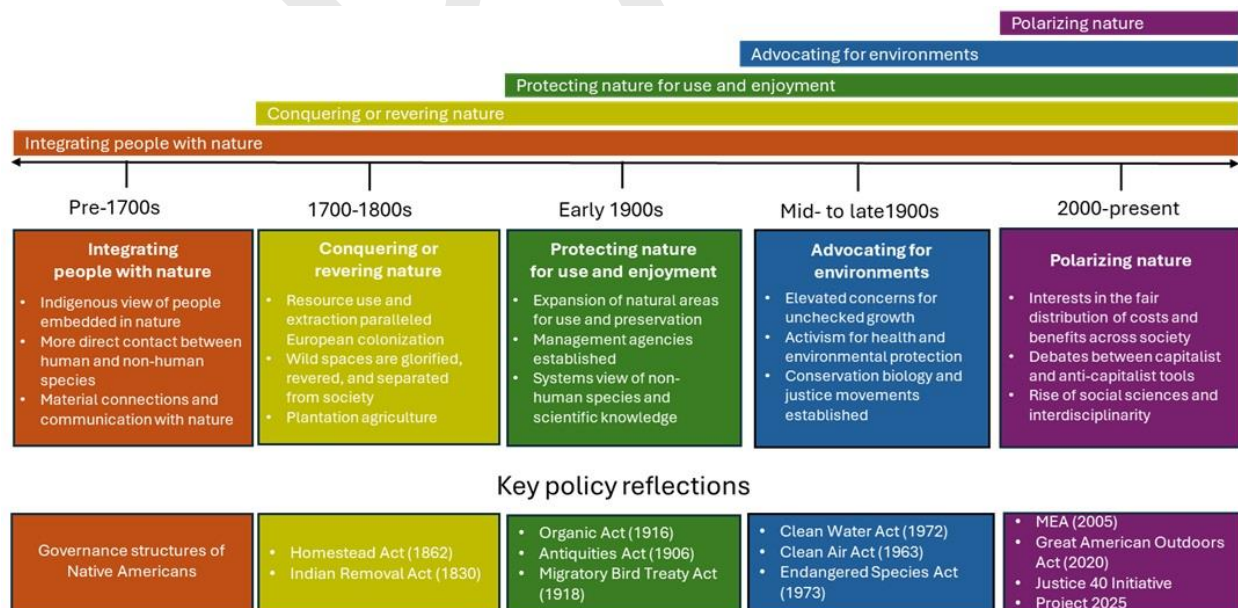 Polarizing nature
Advocating for environments
Protecting nature for use and enjoyment
Conquering or revering nature
Integrating people with nature
Pre-1700s
1700-1800s
Early 1900s
Mid- to late1900s
2000-present
Integrating
people with nature
• Indigenous view of people
embedded in nature
• More direct contact between
human and non-human
species
• Material connections and
communication with nature
Conquering or
revering nature
• Resource use and
extraction paralleled
European colonization
• Wild spaces are glorified,
revered, and separated
from society
• Plantation agriculture
Protecting nature
for use and enjoyment
• Expansion of natural areas
for use and preservation
• Management agencies
established
• Systems view of non-
human species and
scientific knowledge
Advocating for
environments
• Elevated concerns for
unchecked growth
• Activism for health and
environmental protection
• Conservation biology and
justice movements
established
Polarizing nature
• Interests in the fair
distribution of costs and
benefits across society
• Debates between capitalist
and anti-capitalist tools
• Rise of social sciences and
interdisciplinarity
Key policy reflections
Governance structures of
Native Americans
• Homestead Act (1862)
• Indian Removal Act (1830)
• Organic Act (1916)
• Antiquities Act (1906)
• Migratory Bird Treaty Act
(1918)
• Clean Water Act (1972)
• Clean Air Act (1963)
• Endangered Species Act
(1973)
• MEA (2005)
• Great American Outdoors
Act (2020)
• Justice 40 Initiative
• Project 2025